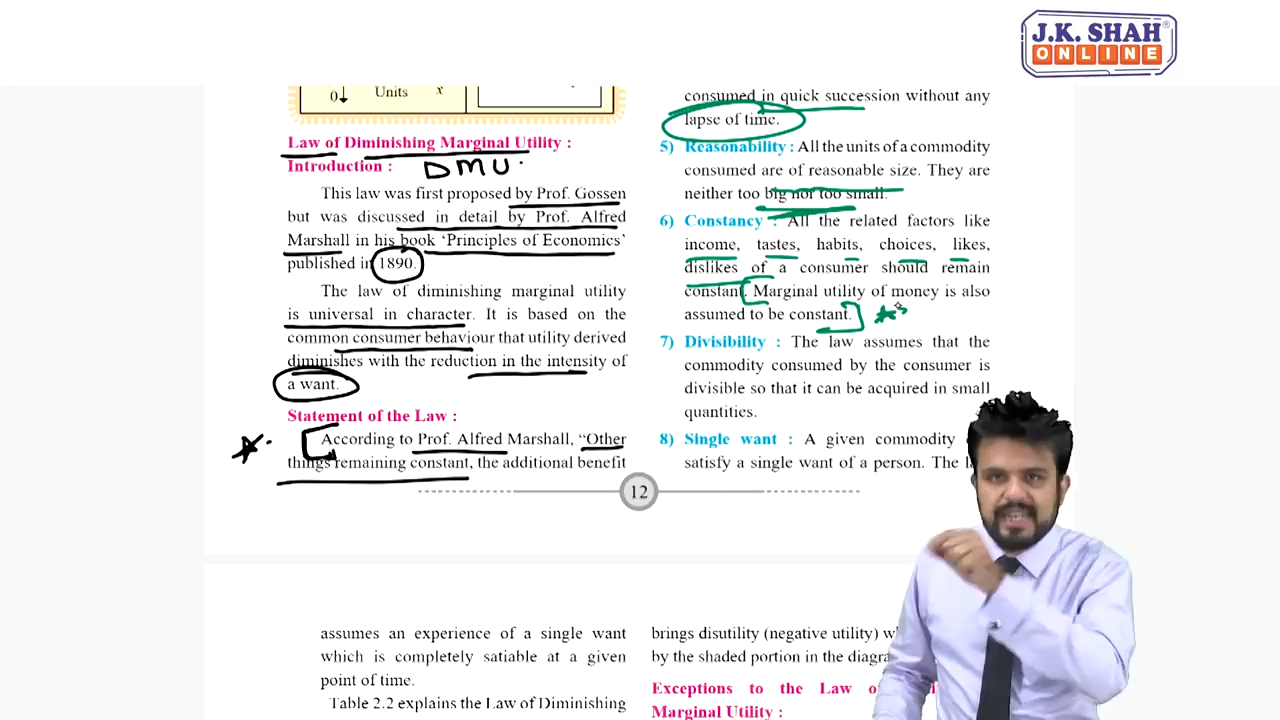 J.K. SHAH
ONLINE
0
Units
x
Law of Diminishing Marginal Utility :
Introduction :
DMU.
This law was first proposed by Prof. Gossen
but was discussed in detail by Prof. Alfred
Marshall in his book ‘Principles of Economics’
published in 1890.
The law of diminishing marginal utility
is universal in character. It is based on the
common consumer behaviour that utility derived
diminishes with the reduction in the intensity of
a want.
Statement of the Law :
According to Prof. Alfred Marshall, “Other
things remaining constant, the additional benefit
consumed in quick succession without any
lapse of time.
5) Reasonability : All the units of a commodity
consumed are of reasonable size. They are
neither too big nor too small.
6) Constancy : All the related factors like
income, tastes, habits, choices, likes,
dislikes of a consumer should remain
constant. Marginal utility of money is also
assumed to be constant.
7) Divisibility : The law assumes that the
commodity consumed by the consumer is
divisible so that it can be acquired in small
quantities.
8) Single want : A given commodity
satisfy a single want of a person. The
12
assumes an experience of a single want
which is completely satiable at a given
point of time.
Table 2.2 explains the Law of Diminishing
brings disutility (negative utility)
by the shaded portion in the
Exceptions to the Law
Marginal Utility :